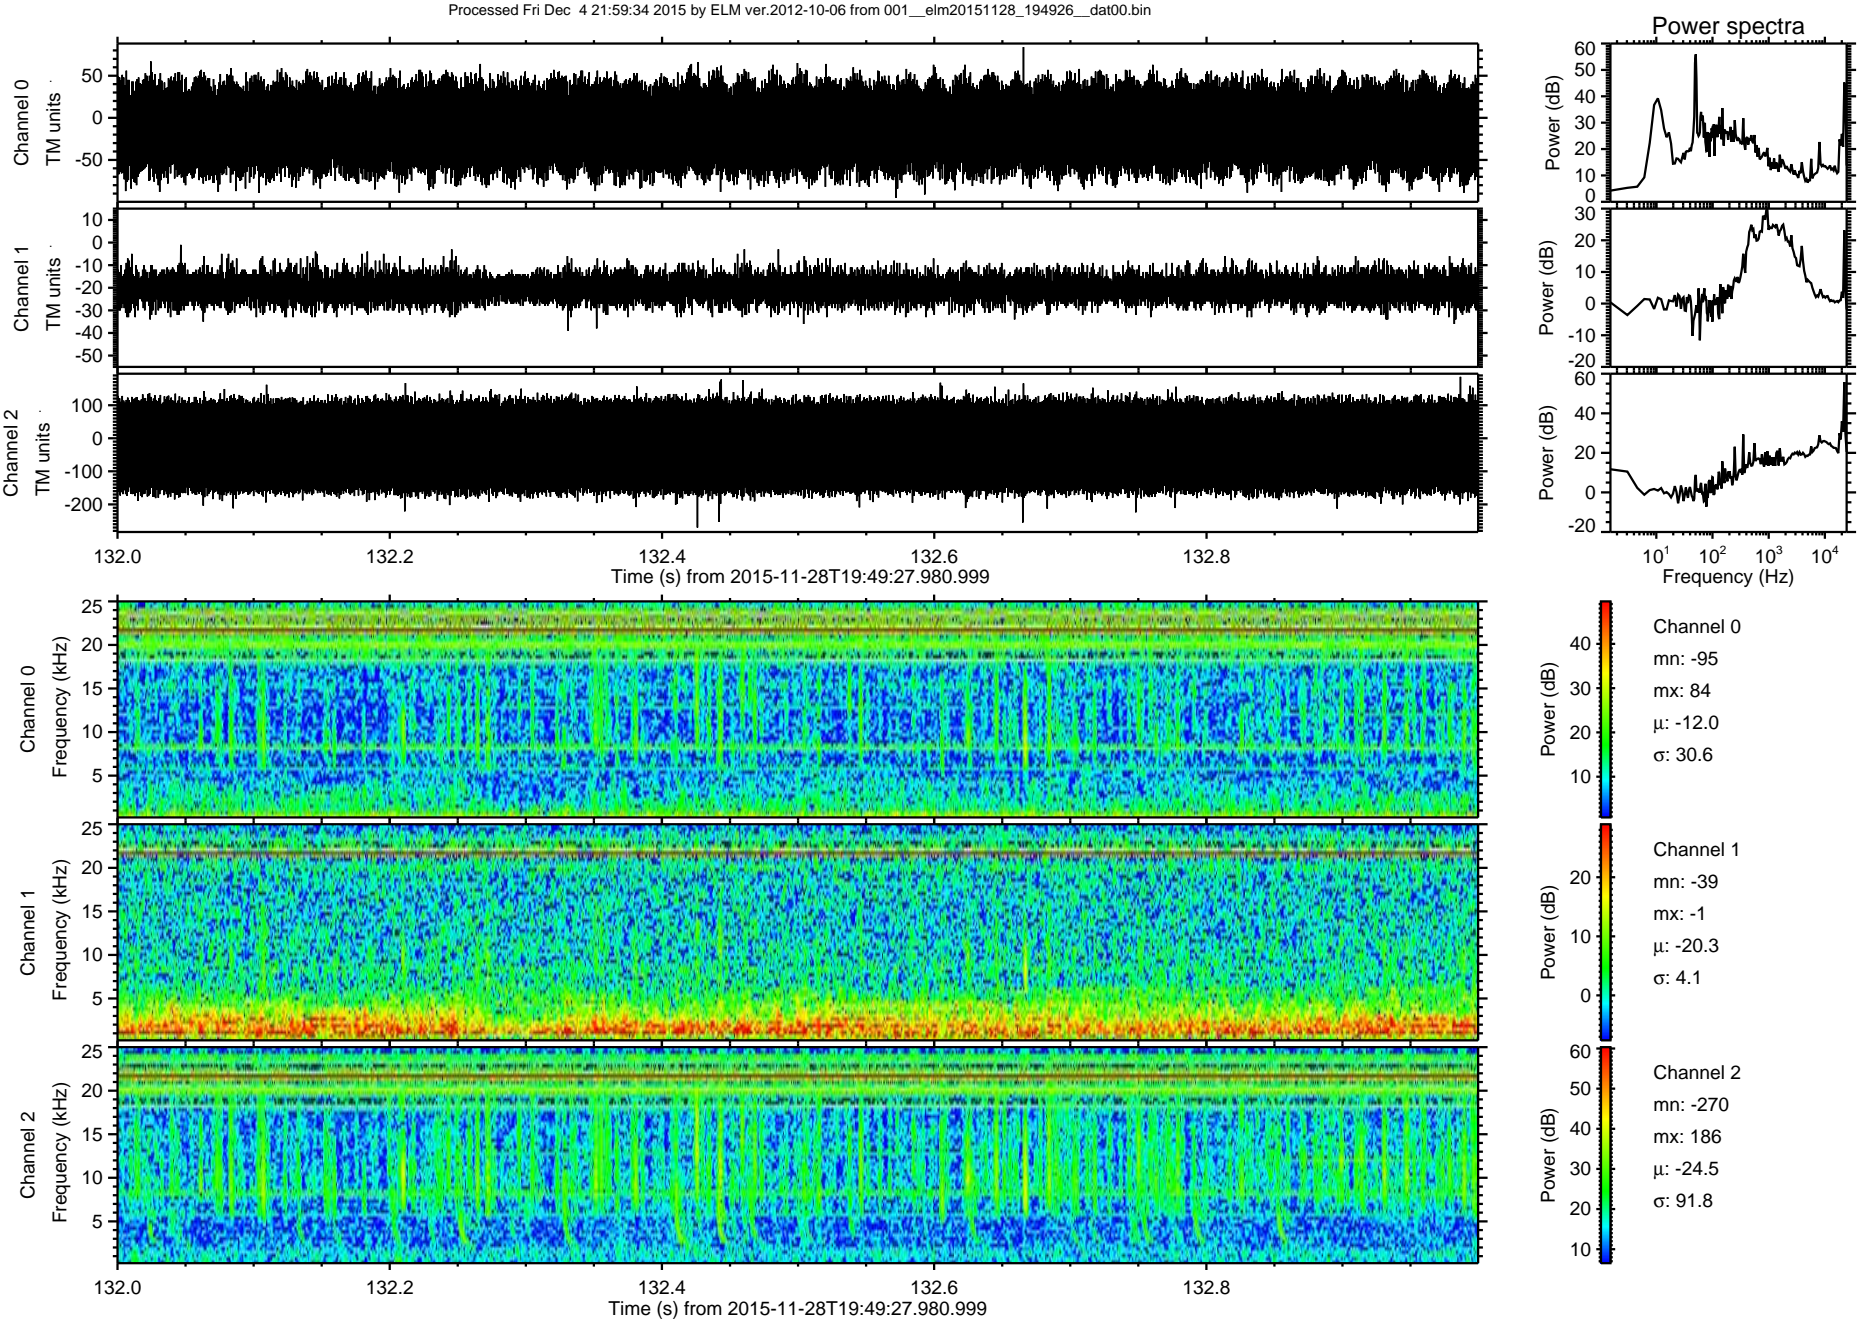 Processed Fri Dec  4 21:59:34 2015 by ELM ver.2012-10-06 from 001__elm20151128_194926__dat00.bin
Power spectra
Channel 0
TM units
50
0
-50
Power (dB)
60
50
40
30
20
10
0
Channel 1
TM units
10
0
-10
-20
-30
-40
-50
Power (dB)
30
20
10
0
-10
-20
Channel 2
TM units
100
0
-100
-200
Power (dB)
60
40
20
0
-20
132.0 132.2 132.4 132.6 132.8
Time (s) from 2015-11-28T19:49:27.980.999
10^1 10^2 10^3 10^4
Frequency (Hz)
Channel 0
Frequency (kHz)
25
20
15
10
5
Power (dB)
40
30
20
10
Channel 0
mn: -95
mx: 84
μ: -12.0
σ: 30.6
Channel 1
Frequency (kHz)
25
20
15
10
5
Power (dB)
20
10
0
Channel 1
mn: -39
mx: -1
μ: -20.3
σ: 4.1
Channel 2
Frequency (kHz)
25
20
15
10
5
Power (dB)
60
50
40
30
20
10
Channel 2
mn: -270
mx: 186
μ: -24.5
σ: 91.8
132.0 132.2 132.4 132.6 132.8
Time (s) from 2015-11-28T19:49:27.980.999